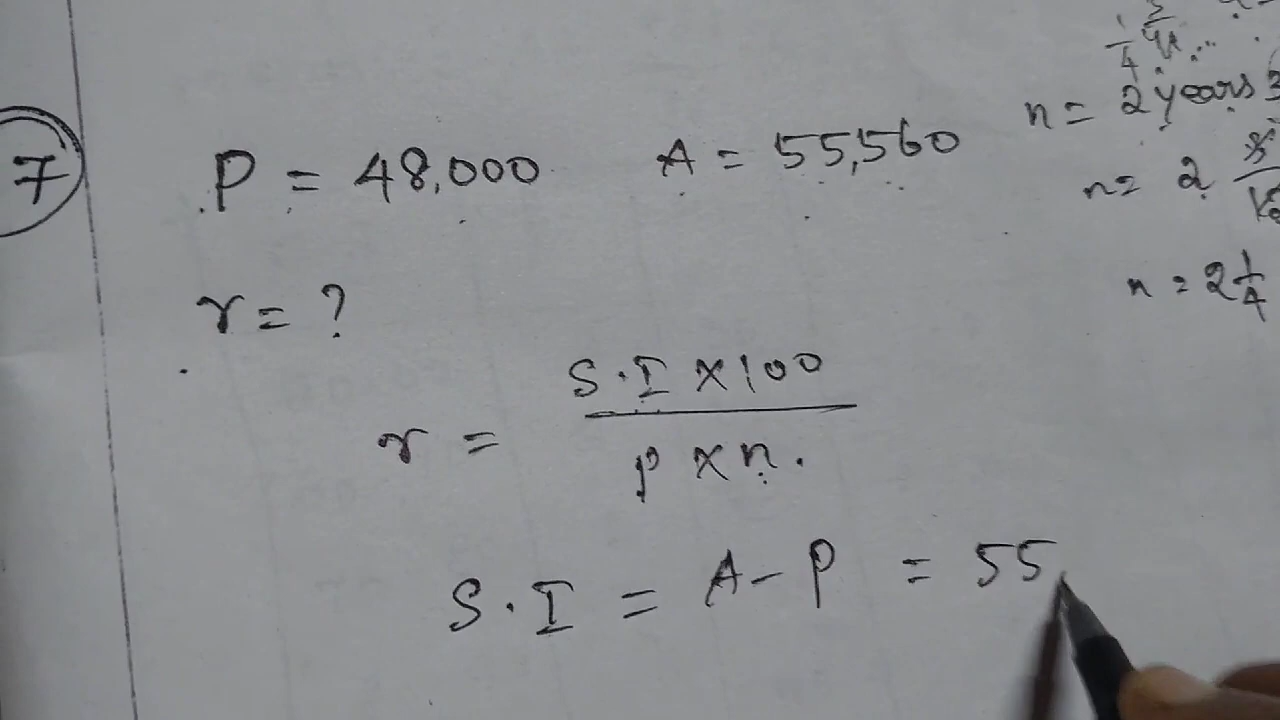 7
P = 48,000 A = 55,560
n = 2 years 3
n = 2
n = 2 1/4
r = ?
r = S.I × 100 / P × n.
S.I = A - P = 55